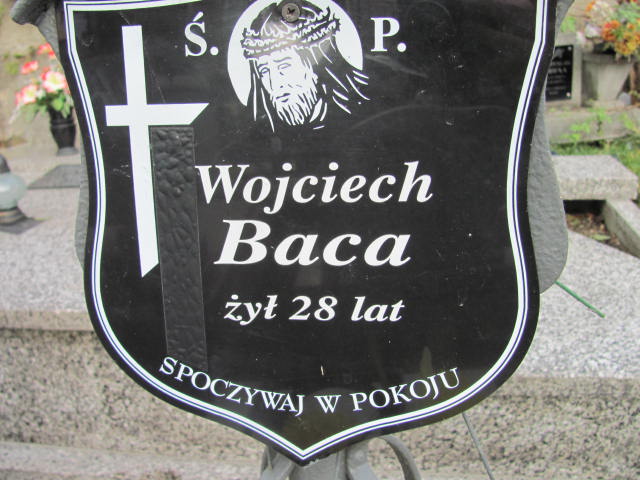 Ś. P.
Wojciech
Baca
żył 28 lat
SPOCZYWAJ W POKOJU